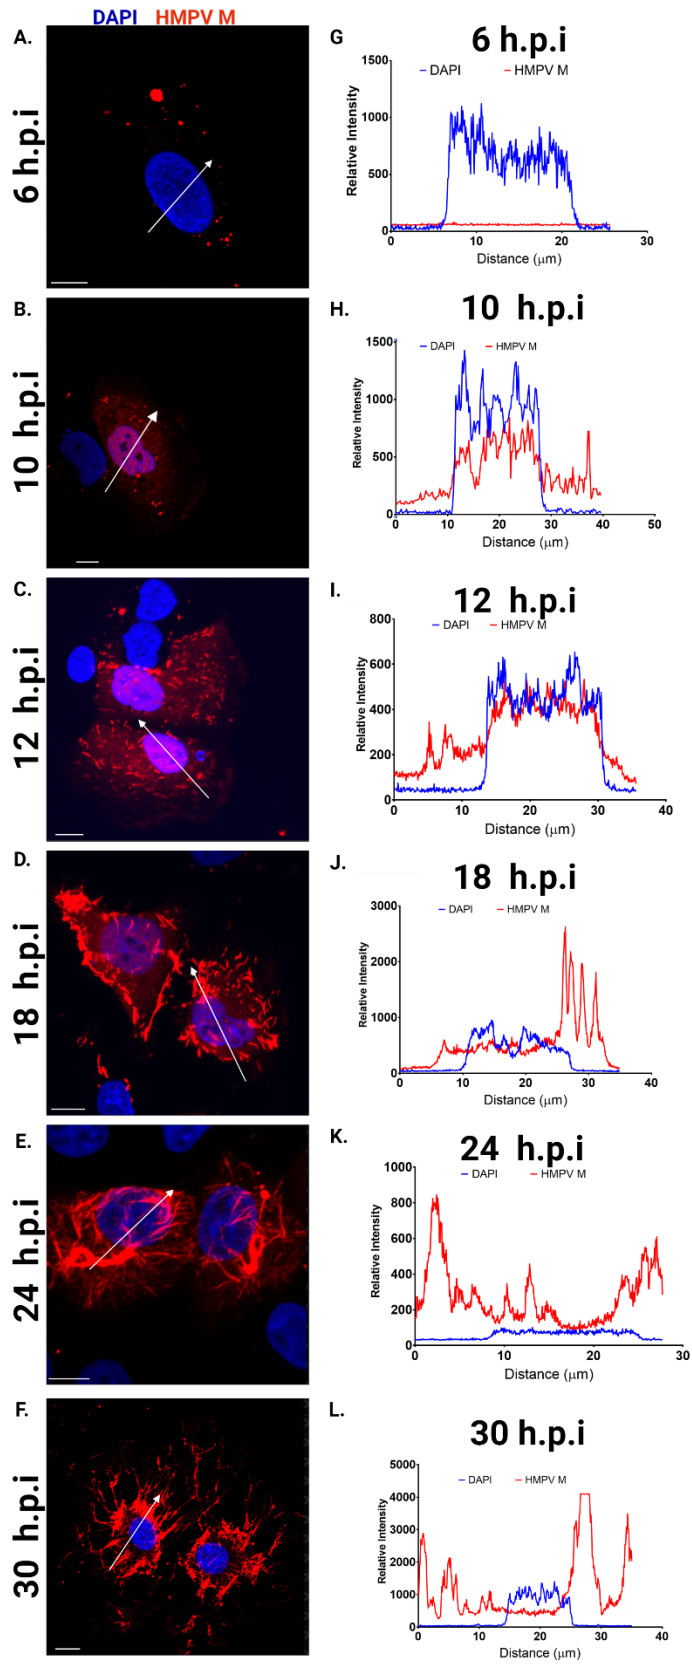 DAPI HMPV M
A.
6 h.p.i
G
6 h.p.i
DAPI HMPV M
1500
1000
500
0
0 10 20 30
Relative Intensity
Distance (μm)
B.
10 h.p.i
H.
10 h.p.i
DAPI HMPV M
1500
1000
500
0
0 10 20 30 40 50
Relative Intensity
Distance (μm)
C.
12 h.p.i
I.
12 h.p.i
DAPI HMPV M
800
600
400
200
0
0 10 20 30 40
Relative Intensity
Distance (μm)
D.
18 h.p.i
J.
18 h.p.i
DAPI HMPV M
3000
2000
1000
0
0 10 20 30 40
Relative Intensity
Distance (μm)
E.
24 h.p.i
K.
24 h.p.i
DAPI HMPV M
1000
800
600
400
200
0
0 10 20 30
Relative Intensity
Distance (μm)
F.
30 h.p.i
L.
30 h.p.i
DAPI HMPV M
5000
4000
3000
2000
1000
0
0 10 20 30 40
Relative Intensity
Distance (μm)